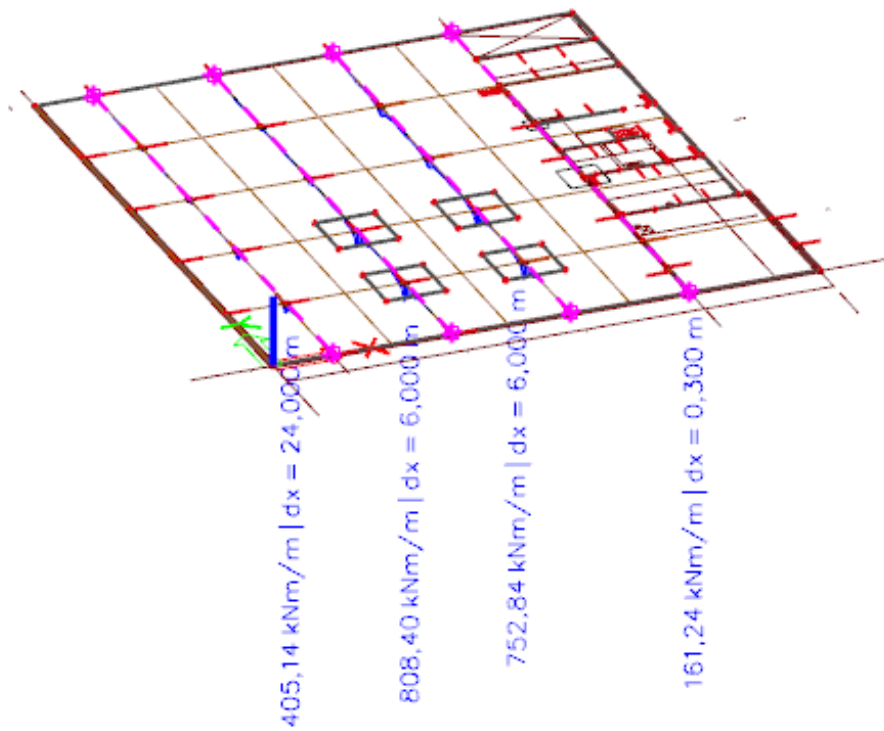 405,14 kNm/m | dx = 24,000 m
808,40 kNm/m | dx = 6,000 m
752,84 kNm/m | dx = 6,000 m
161,24 kNm/m | dx = 0,300 m